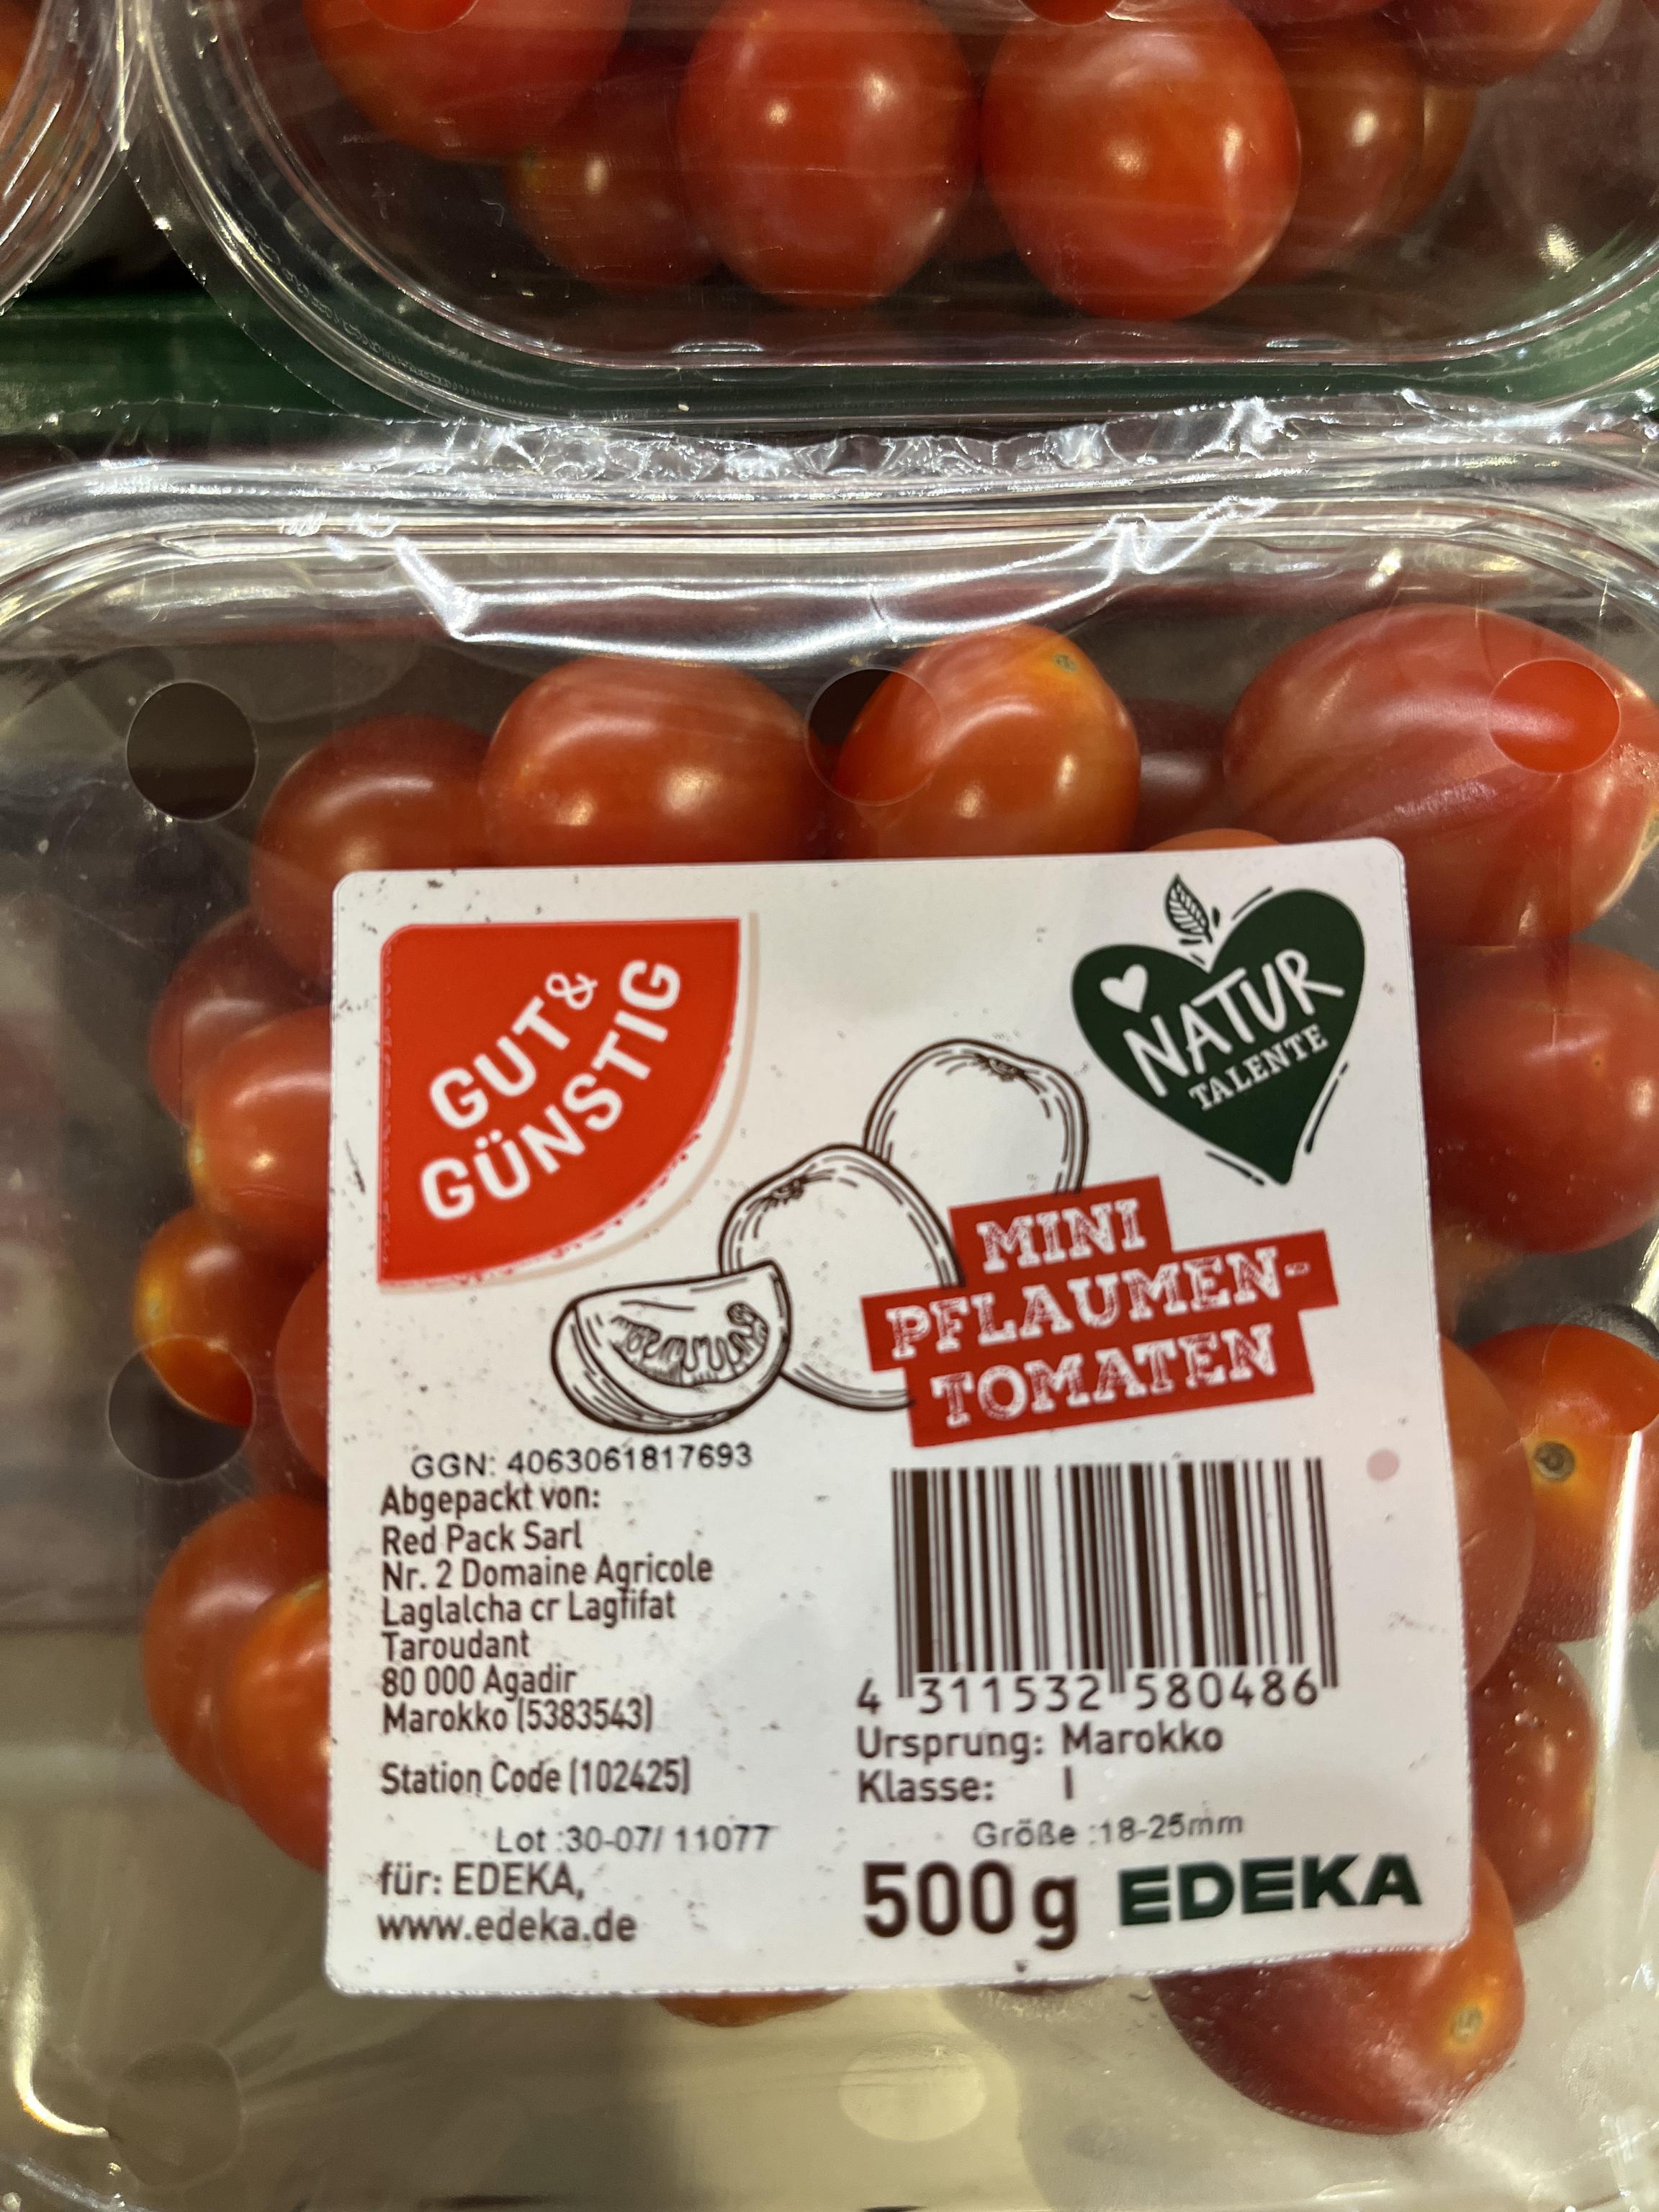 GUT&
GÜNSTIG
NATUR
TALENTE
MINI
PFLAUMEN-
TOMATEN
GGN: 4063061817693
Abgepackt von:
Red Pack Sarl
Nr. 2 Domaine Agricole
Laglalcha cr Lagfifat
Taroudant
80 000 Agadir
Marokko (5383543)
Station Code (102425)
Lot :30-07/ 11077
für: EDEKA,
www.edeka.de
4 311532 580486
Ursprung: Marokko
Klasse: I
Größe :18-25mm
500 g EDEKA